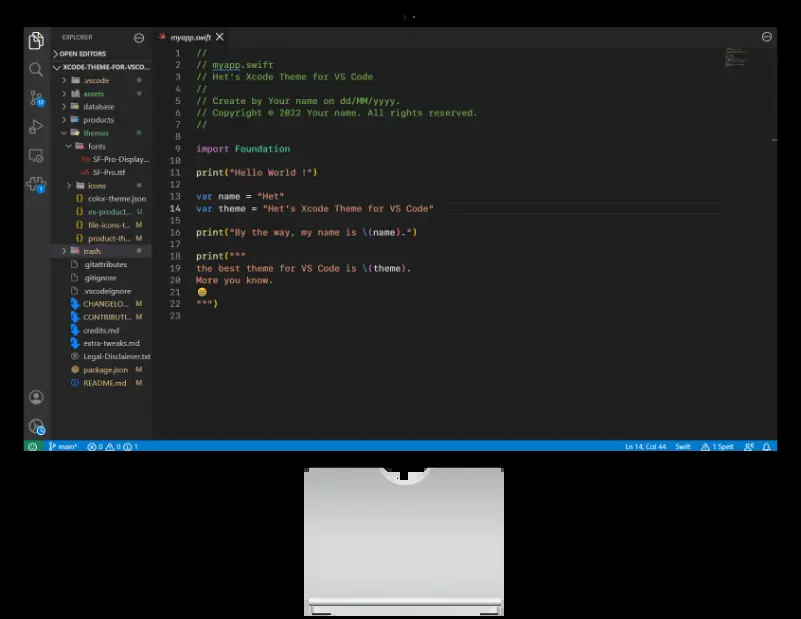 EXPLORER
OPEN EDITORS
XCODE-THEME-FOR-VSCO...
.vscode
assets
database
products
themes
fonts
SF-Pro-Display...
SF-Pro.ttf
icons
color-theme.json
ex-product... U
file-icons-t... M
product-th... M
trash
.gitattributes
.gitignore
.vscodeignore
CHANGELO... M
CONTRIBUTI... M
credits.md
extra-tweaks.md
Legal-Disclaimer.txt
package.json M
README.md M
myapp.swift
1 //
2 // myapp.swift
3 // Het's Xcode Theme for VS Code
4 //
5 // Create by Your name on dd/MM/yyyy.
6 // Copyright © 2022 Your name. All rights reserved.
7 //
8
9 import Foundation
10
11 print("Hello World !")
12
13 var name = "Het"
14 var theme = "Het's Xcode Theme for VS Code"
15
16 print("By the way, my name is \(name).")
17
18 print("""
19 the best theme for VS Code is \(theme).
20 More you know.
21 😄
22 """)
23
main* 0 0 1
Ln 14, Col 44 Swift 1 Spell